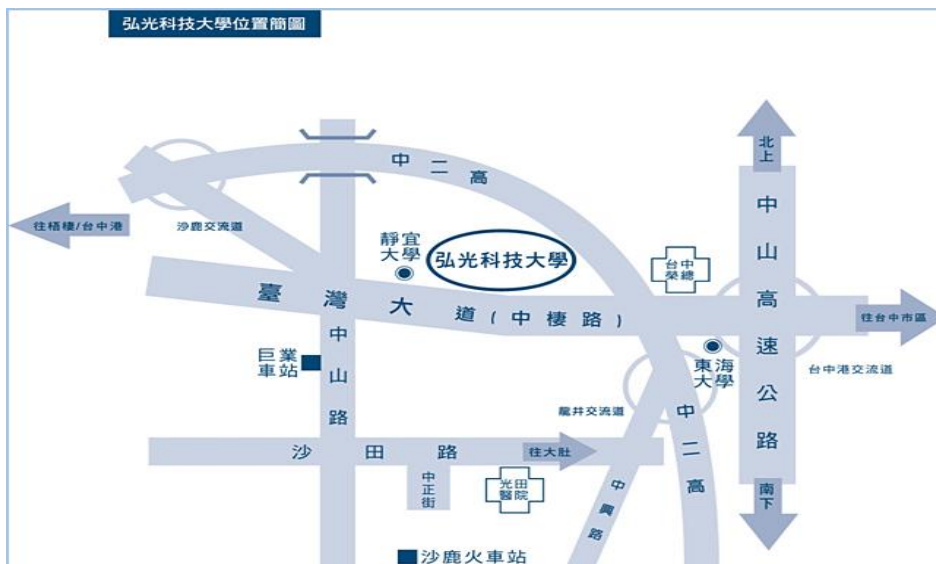 弘光科技大學位置簡圖
北上
中二高
往梧棲/台中港
沙鹿交流道
靜宜
大學
弘光科技大學
台中
榮總
中山高速公路
臺灣大道(中棲路)
往台中市區
巨業
車站
中山路
東海
大學
台中港交流道
龍井交流道
中二高
沙田路
往大肚
中正街
光田
醫院
中興路
南下
沙鹿火車站